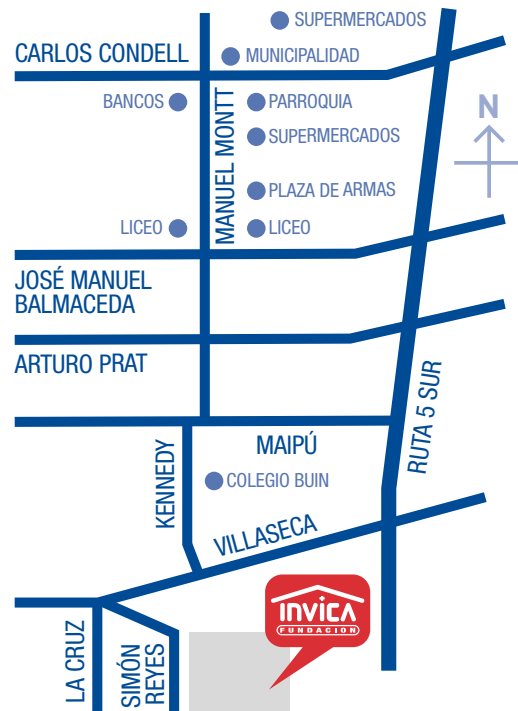 SUPERMERCADOS
CARLOS CONDELL
MUNICIPALIDAD
BANCOS
PARROQUIA
N
SUPERMERCADOS
MANUEL MONTT
PLAZA DE ARMAS
LICEO
LICEO
JOSÉ MANUEL
BALMACEDA
ARTURO PRAT
RUTA 5 SUR
MAIPÚ
KENNEDY
COLEGIO BUIN
VILLASECA
INVICA
FUNDACION
LA CRUZ
SIMÓN
REYES